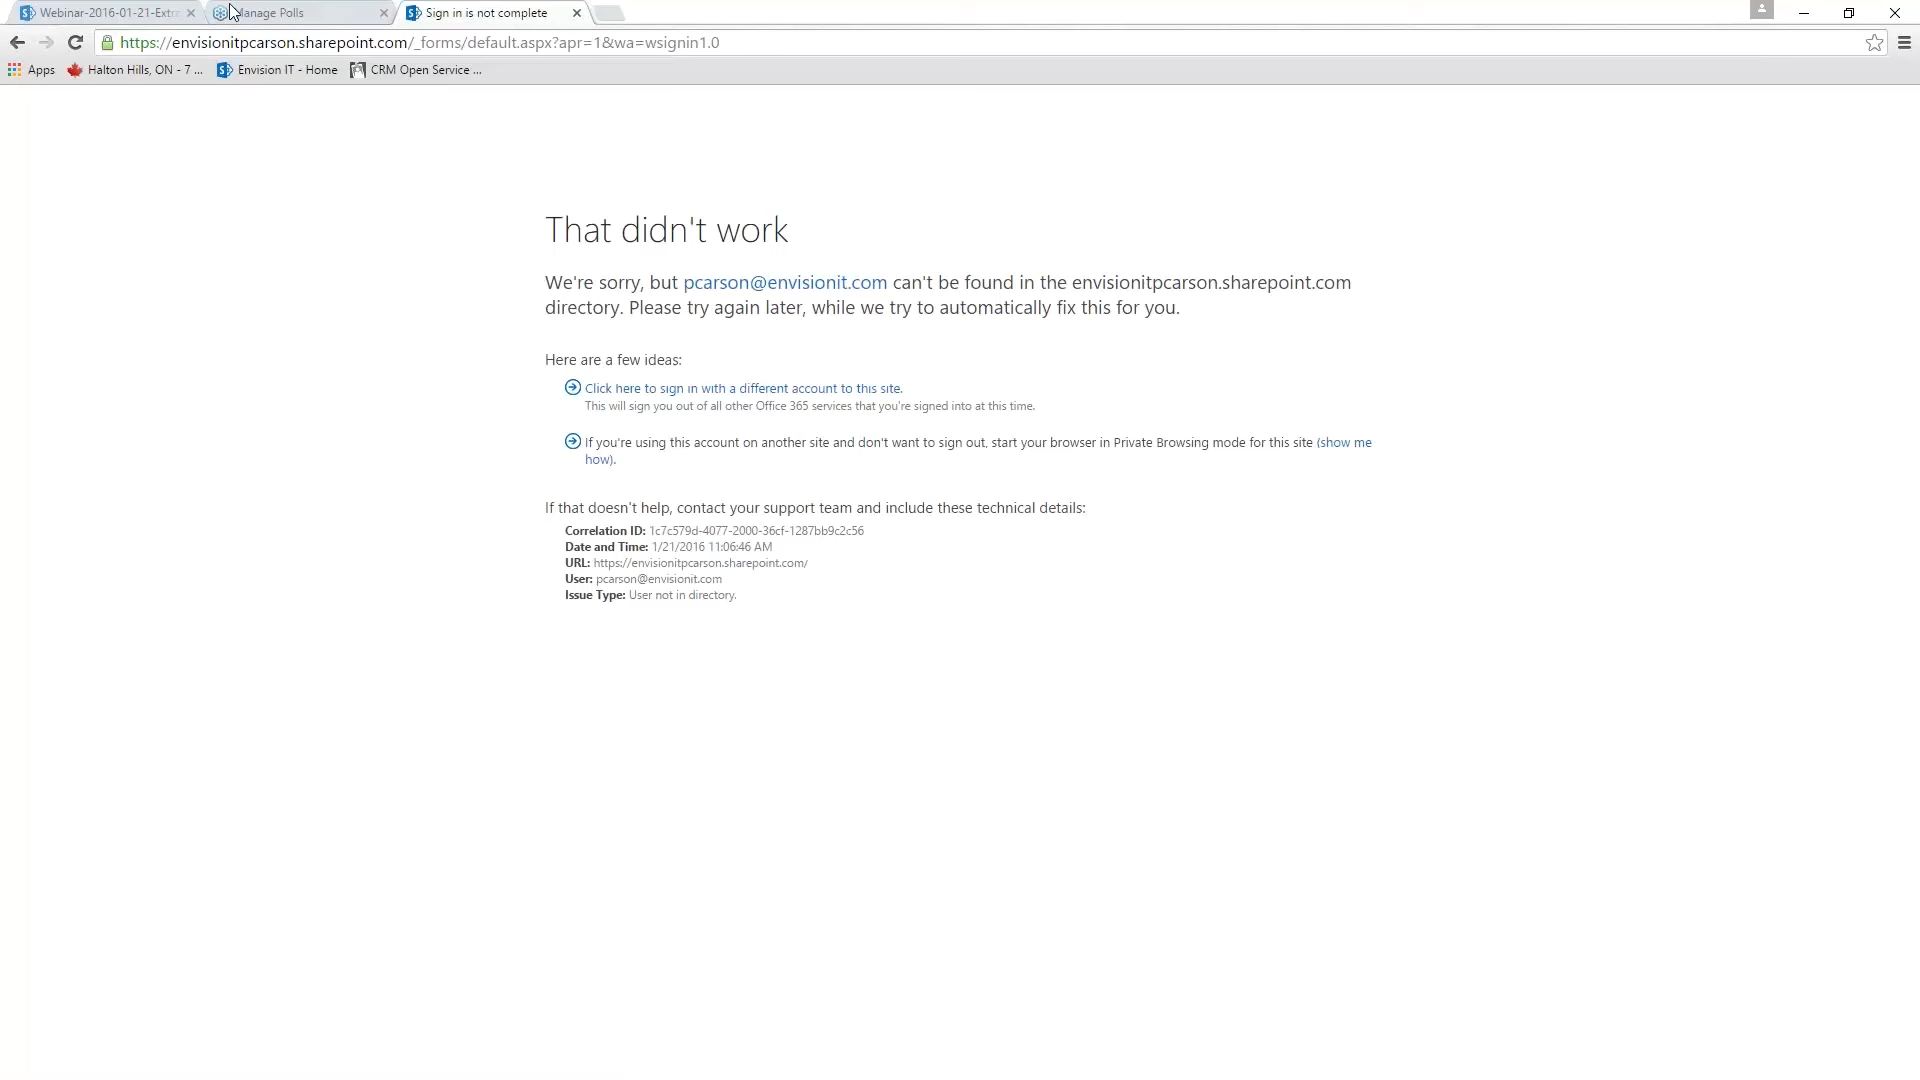 Webinar-2016-01-21-Extra
Manage Polls
Sign in is not complete
https://envisionitpcarson.sharepoint.com/_forms/default.aspx?apr=1&wa=wsignin1.0
Apps
Halton Hills, ON - 7 ...
Envision IT - Home
CRM Open Service ...
That didn't work
We're sorry, but pcarson@envisionit.com can't be found in the envisionitpcarson.sharepoint.com
directory. Please try again later, while we try to automatically fix this for you.
Here are a few ideas:
Click here to sign in with a different account to this site.
This will sign you out of all other Office 365 services that you're signed into at this time.
If you're using this account on another site and don't want to sign out, start your browser in Private Browsing mode for this site (show me
how).
If that doesn't help, contact your support team and include these technical details:
Correlation ID: 1c7c579d-4077-2000-36cf-1287bb9c2c56
Date and Time: 1/21/2016 11:06:46 AM
URL: https://envisionitpcarson.sharepoint.com/
User: pcarson@envisionit.com
Issue Type: User not in directory.